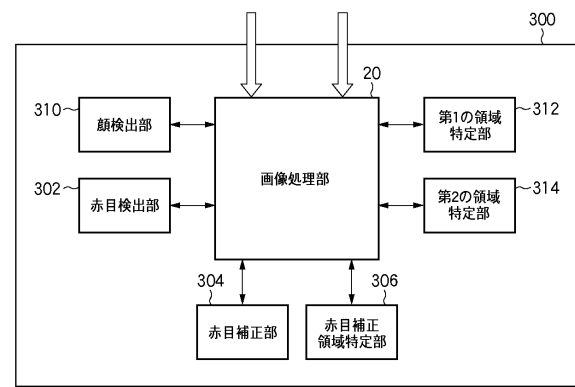 300
20
310
顔検出部
画像処理部
第1の領域
特定部
312
302
赤目検出部
第2の領域
特定部
314
304
306
赤目補正部
赤目補正
領域特定部